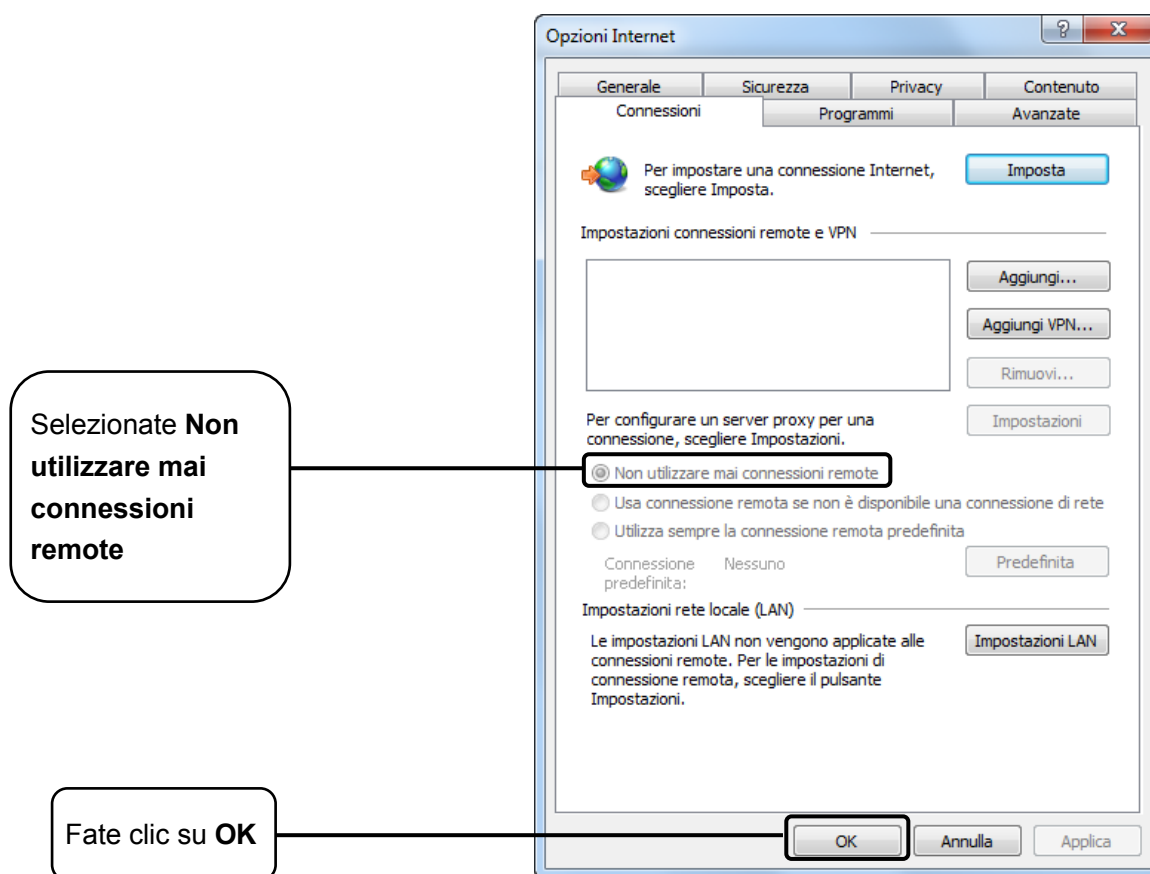 Opzioni Internet
Generale
Sicurezza
Privacy
Contenuto
Connessioni
Programmi
Avanzate
Per impostare una connessione Internet,
scegliere Imposta.
Imposta
Impostazioni connessioni remote e VPN
Aggiungi...
Aggiungi VPN...
Rimuovi...
Per configurare un server proxy per una
connessione, scegliere Impostazioni.
Impostazioni
Selezionate Non
utilizzare mai
connessioni
remote
Non utilizzare mai connessioni remote
Usa connessione remota se non è disponibile una connessione di rete
Utilizza sempre la connessione remota predefinita
Connessione
predefinita:
Nessuno
Predefinita
Impostazioni rete locale (LAN)
Le impostazioni LAN non vengono applicate alle
connessioni remote. Per le impostazioni di
connessione remota, scegliere il pulsante
Impostazioni.
Impostazioni LAN
Fate clic su OK
OK
Annulla
Applica